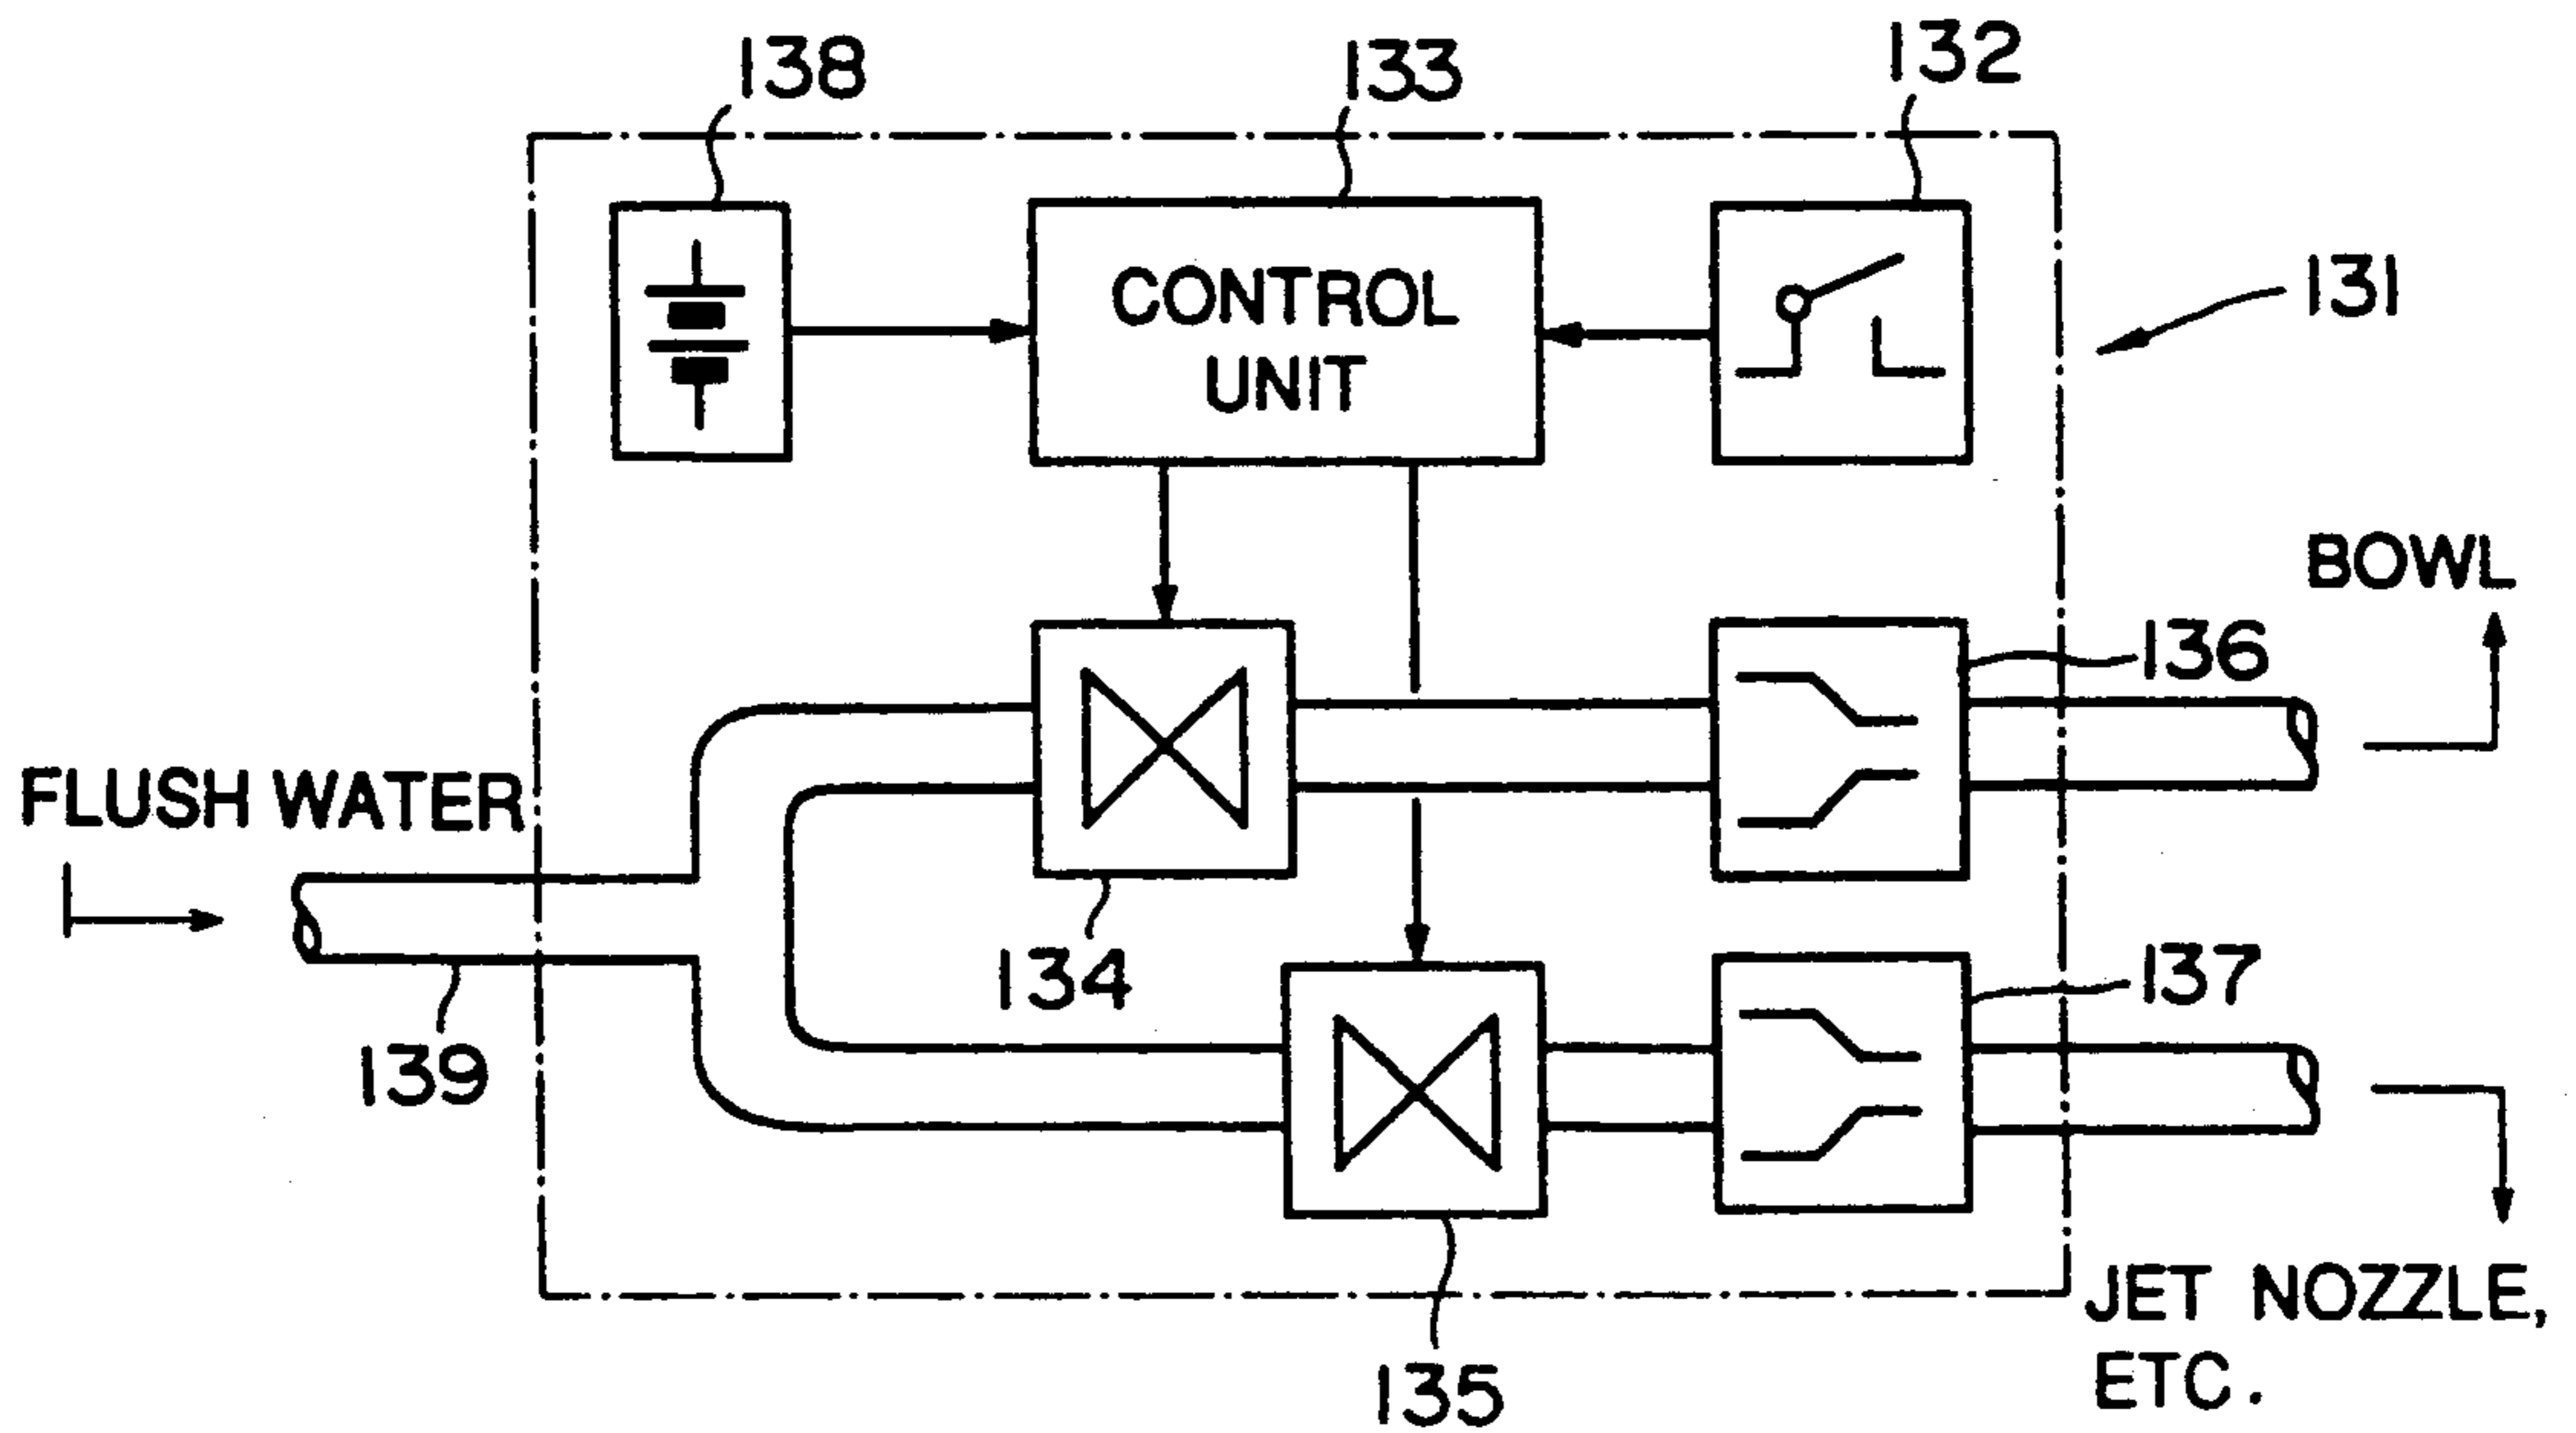 138
133
132
CONTROL
UNIT
131
BOWL
136
FLUSH WATER
134
137
139
JET NOZZLE,
ETC.
135